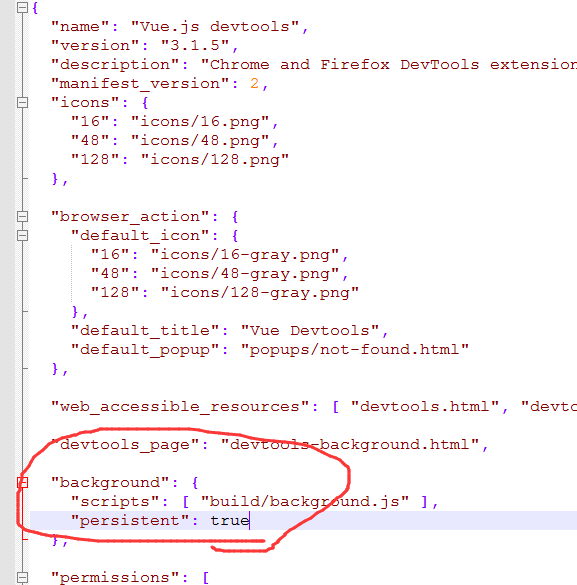 {
"name": "Vue.js devtools",
"version": "3.1.5",
"description": "Chrome and Firefox DevTools extension
"manifest_version": 2,
"icons": {
"16": "icons/16.png",
"48": "icons/48.png",
"128": "icons/128.png"
},
"browser_action": {
"default_icon": {
"16": "icons/16-gray.png",
"48": "icons/48-gray.png",
"128": "icons/128-gray.png"
},
"default_title": "Vue Devtools",
"default_popup": "popups/not-found.html"
},
"web_accessible_resources": [ "devtools.html", "devto
"devtools_page": "devtools-background.html",
"background": {
"scripts": [ "build/background.js" ],
"persistent": true
},
"permissions": [